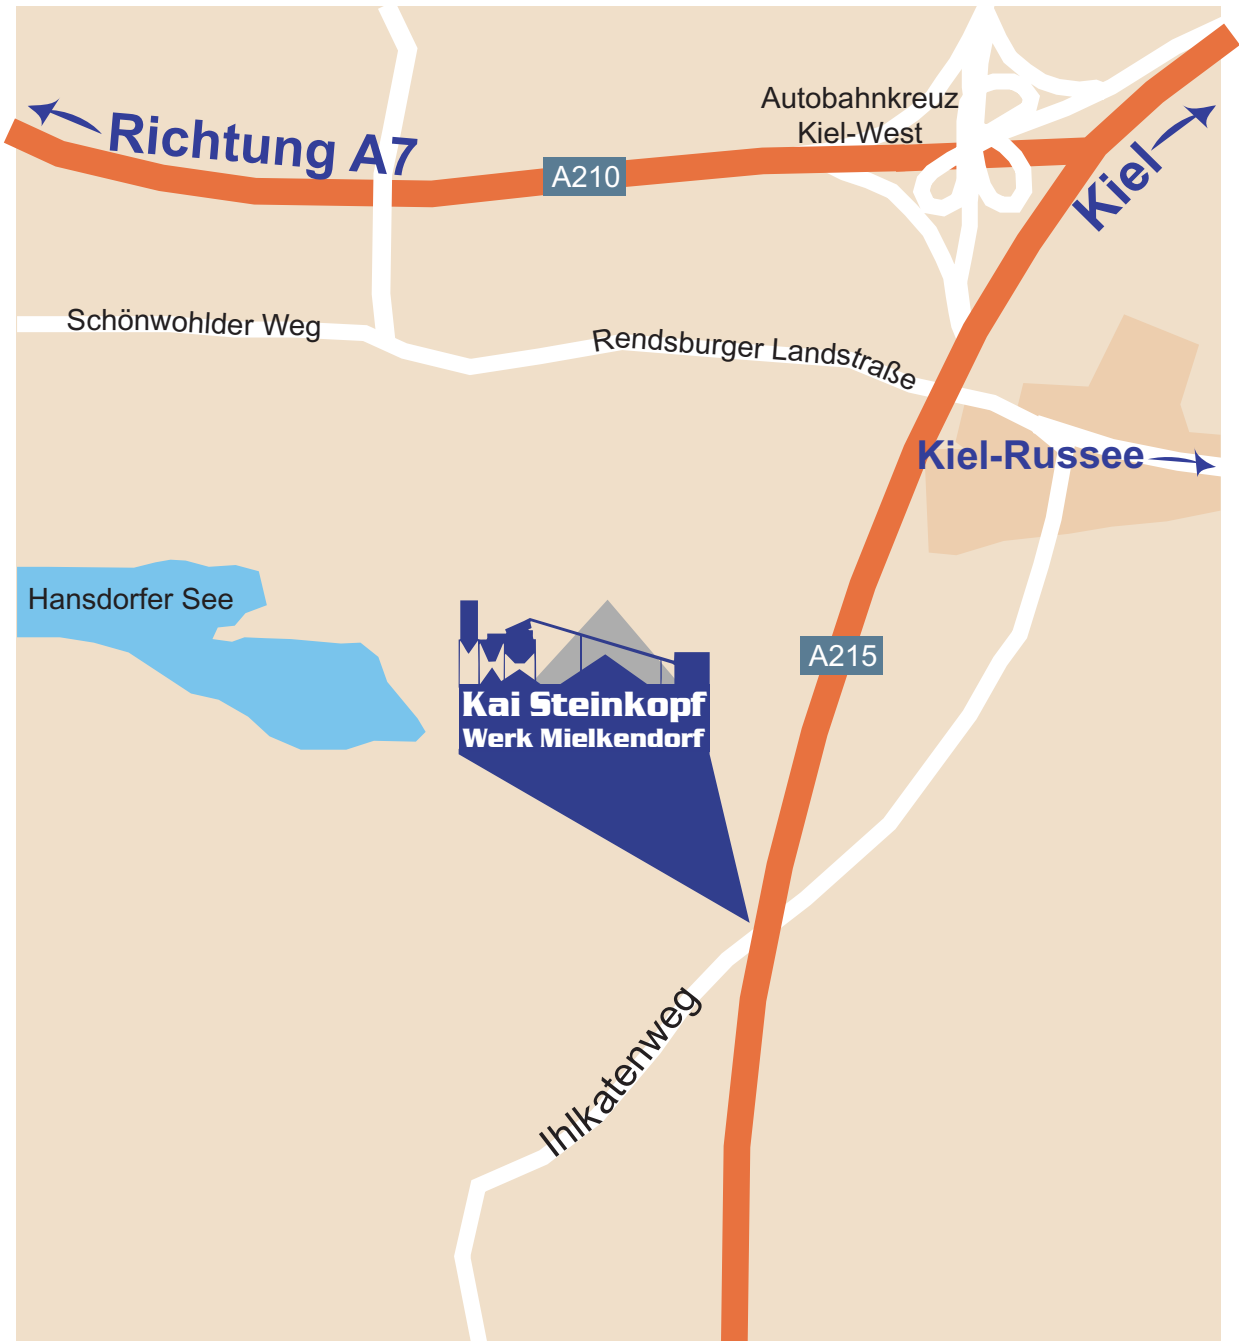 Autobahnkreuz
Kiel-West
Richtung A7
A210
Kiel
Schönwohlder Weg
Rendsburger Landstraße
Kiel-Russee
Hansdorfer See
A215
Kai Steinkopf
Werk Mielkendorf
Ihlkatenweg